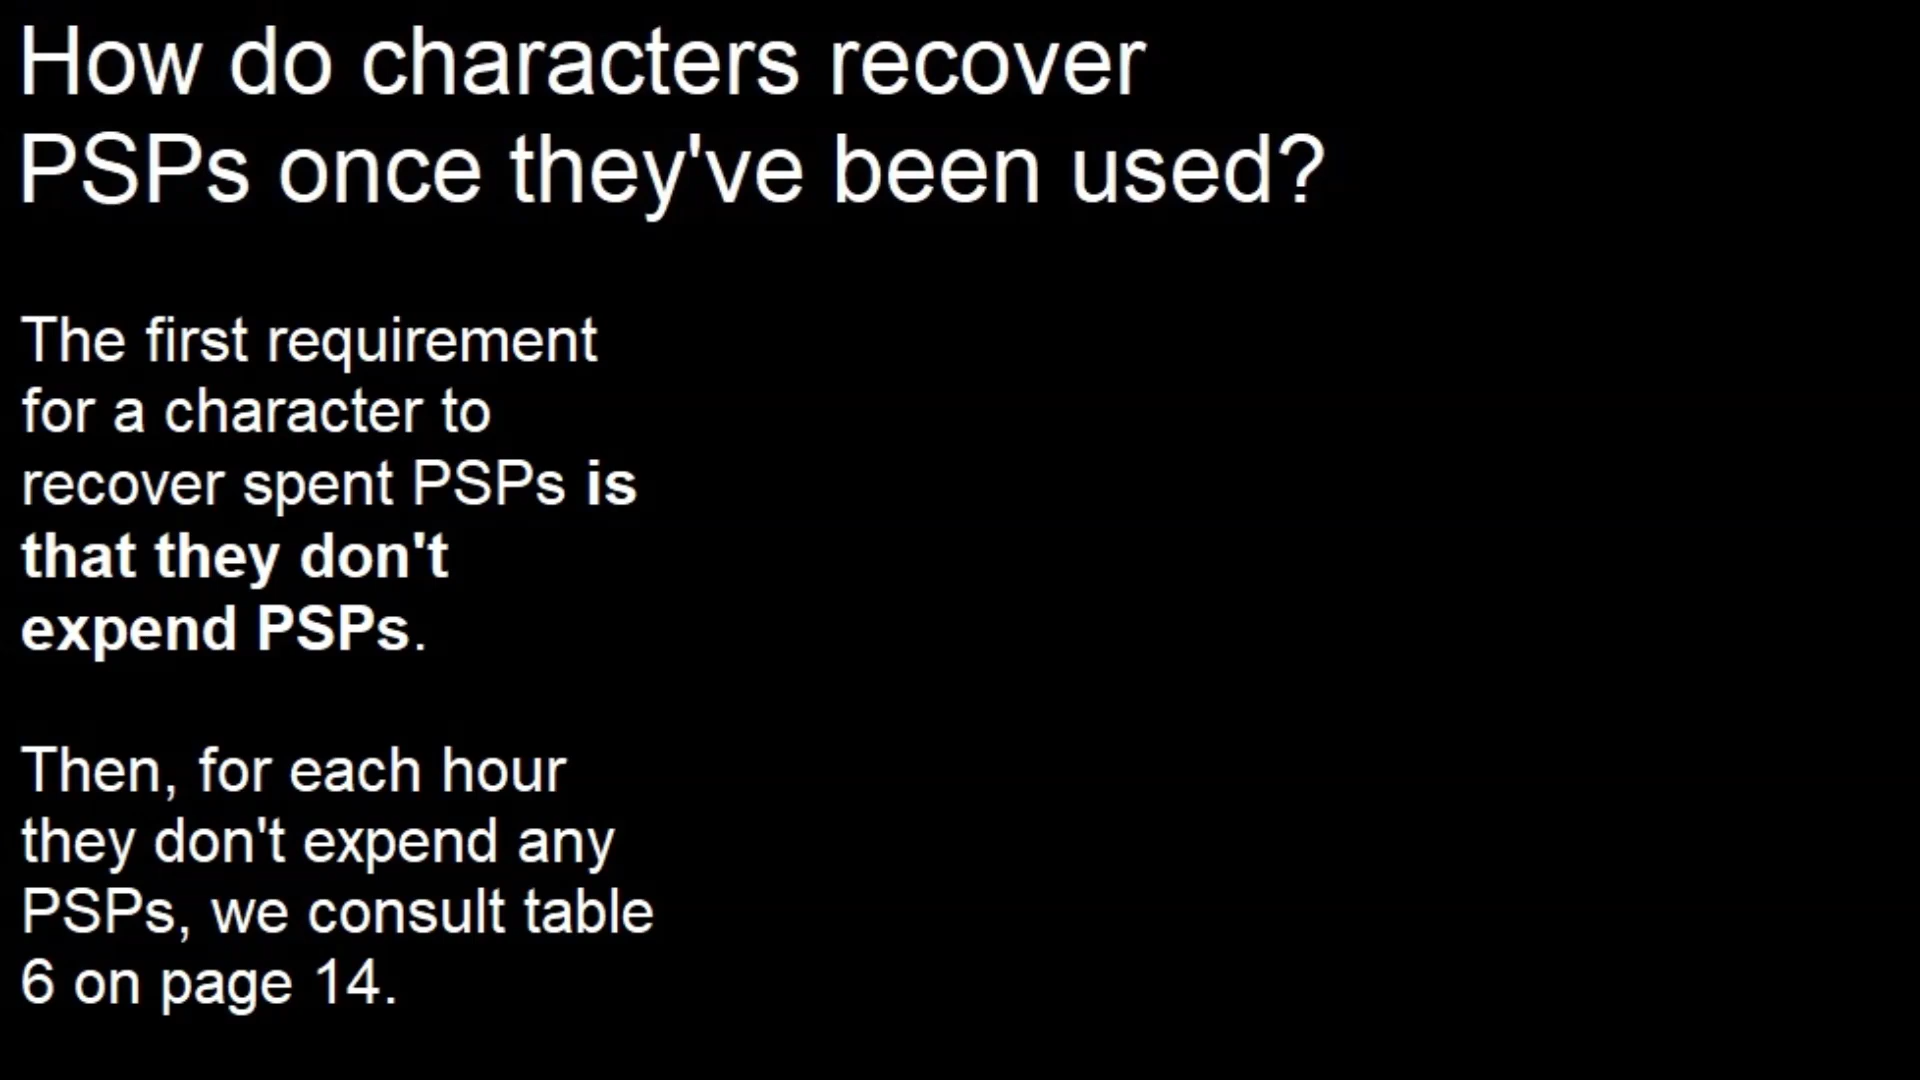 How do characters recover
PSPs once they've been used?
The first requirement
for a character to
recover spent PSPs is
that they don't
expend PSPs.
Then, for each hour
they don't expend any
PSPs, we consult table
6 on page 14.